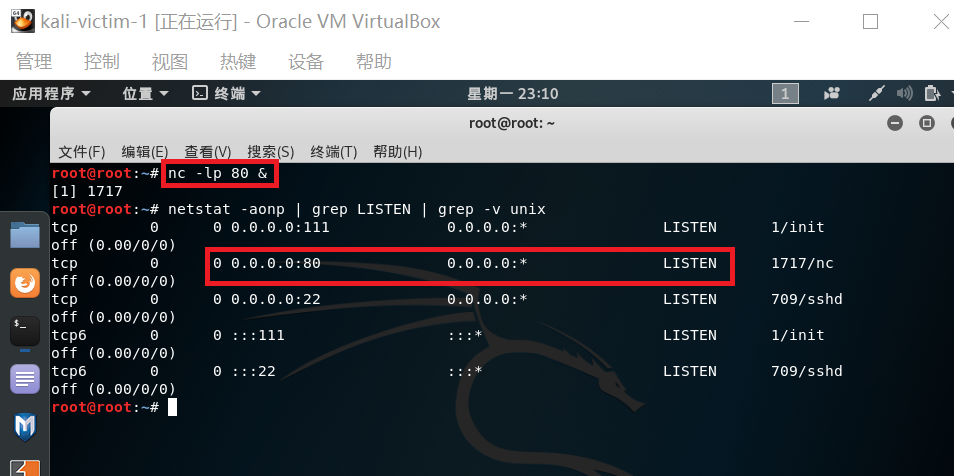 kali-victim-1 [正在运行] - Oracle VM VirtualBox
管理 控制 视图 热键 设备 帮助
应用程序 位置 终端 星期一 23:10 1
root@root: ~
文件(F) 编辑(E) 查看(V) 搜索(S) 终端(T) 帮助(H)
root@root:~# nc -lp 80 &
[1] 1717
root@root:~# netstat -aonp | grep LISTEN | grep -v unix
tcp 0 0 0.0.0.0:111 0.0.0.0:* LISTEN 1/init
off (0.00/0/0)
tcp 0 0 0.0.0.0:80 0.0.0.0:* LISTEN 1717/nc
off (0.00/0/0)
tcp 0 0 0.0.0.0:22 0.0.0.0:* LISTEN 709/sshd
off (0.00/0/0)
tcp6 0 0 :::111 :::* LISTEN 1/init
off (0.00/0/0)
tcp6 0 0 :::22 :::* LISTEN 709/sshd
off (0.00/0/0)
root@root:~#